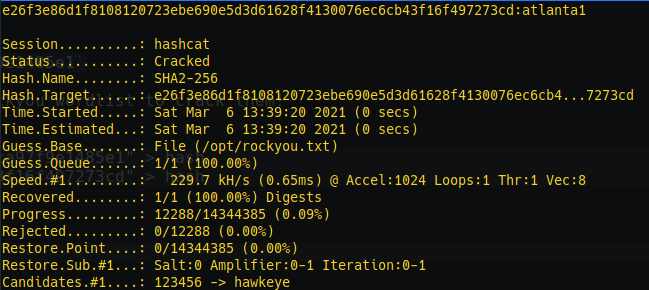 e26f3e86d1f8108120723ebe690e5d3d61628f4130076ec6cb43f16f497273cd:atlanta1
Session..........: hashcat
Status...........: Cracked
Hash.Name........: SHA2-256
Hash.Target......: e26f3e86d1f8108120723ebe690e5d3d61628f4130076ec6cb4...7273cd
Time.Started.....: Sat Mar  6 13:39:20 2021 (0 secs)
Time.Estimated...: Sat Mar  6 13:39:20 2021 (0 secs)
Guess.Base.......: File (/opt/rockyou.txt)
Guess.Queue......: 1/1 (100.00%)
Speed.#1.........:   229.7 kH/s (0.65ms) @ Accel:1024 Loops:1 Thr:1 Vec:8
Recovered........: 1/1 (100.00%) Digests
Progress.........: 12288/14344385 (0.09%)
Rejected.........: 0/12288 (0.00%)
Restore.Point....: 0/14344385 (0.00%)
Restore.Sub.#1...: Salt:0 Amplifier:0-1 Iteration:0-1
Candidates.#1....: 123456 -> hawkeye